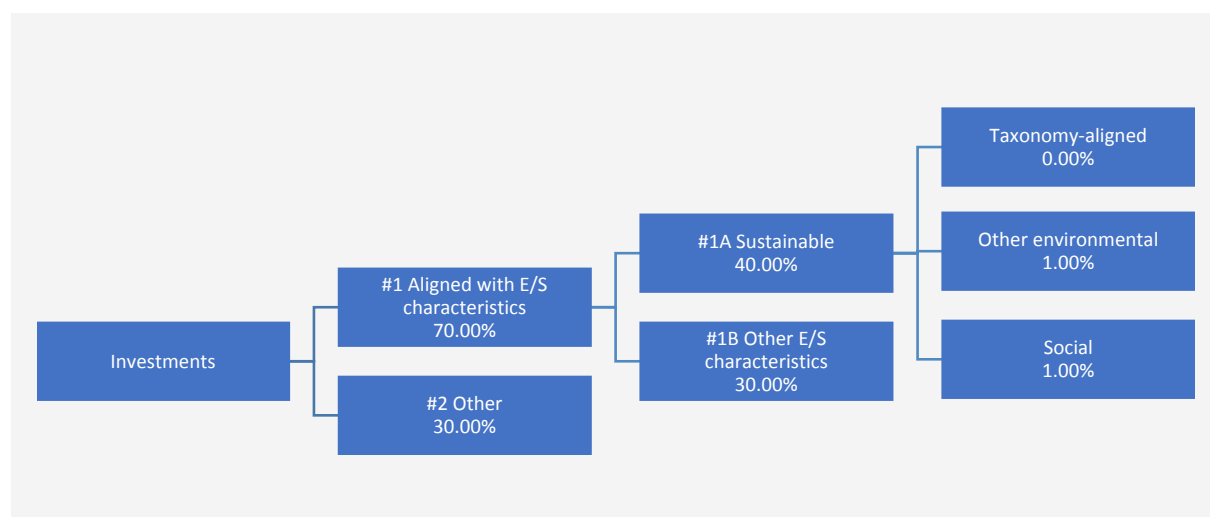 Investments
#1 Aligned with E/S
characteristics
70.00%
#2 Other
30.00%
#1A Sustainable
40.00%
#1B Other E/S
characteristics
30.00%
Taxonomy-aligned
0.00%
Other environmental
1.00%
Social
1.00%